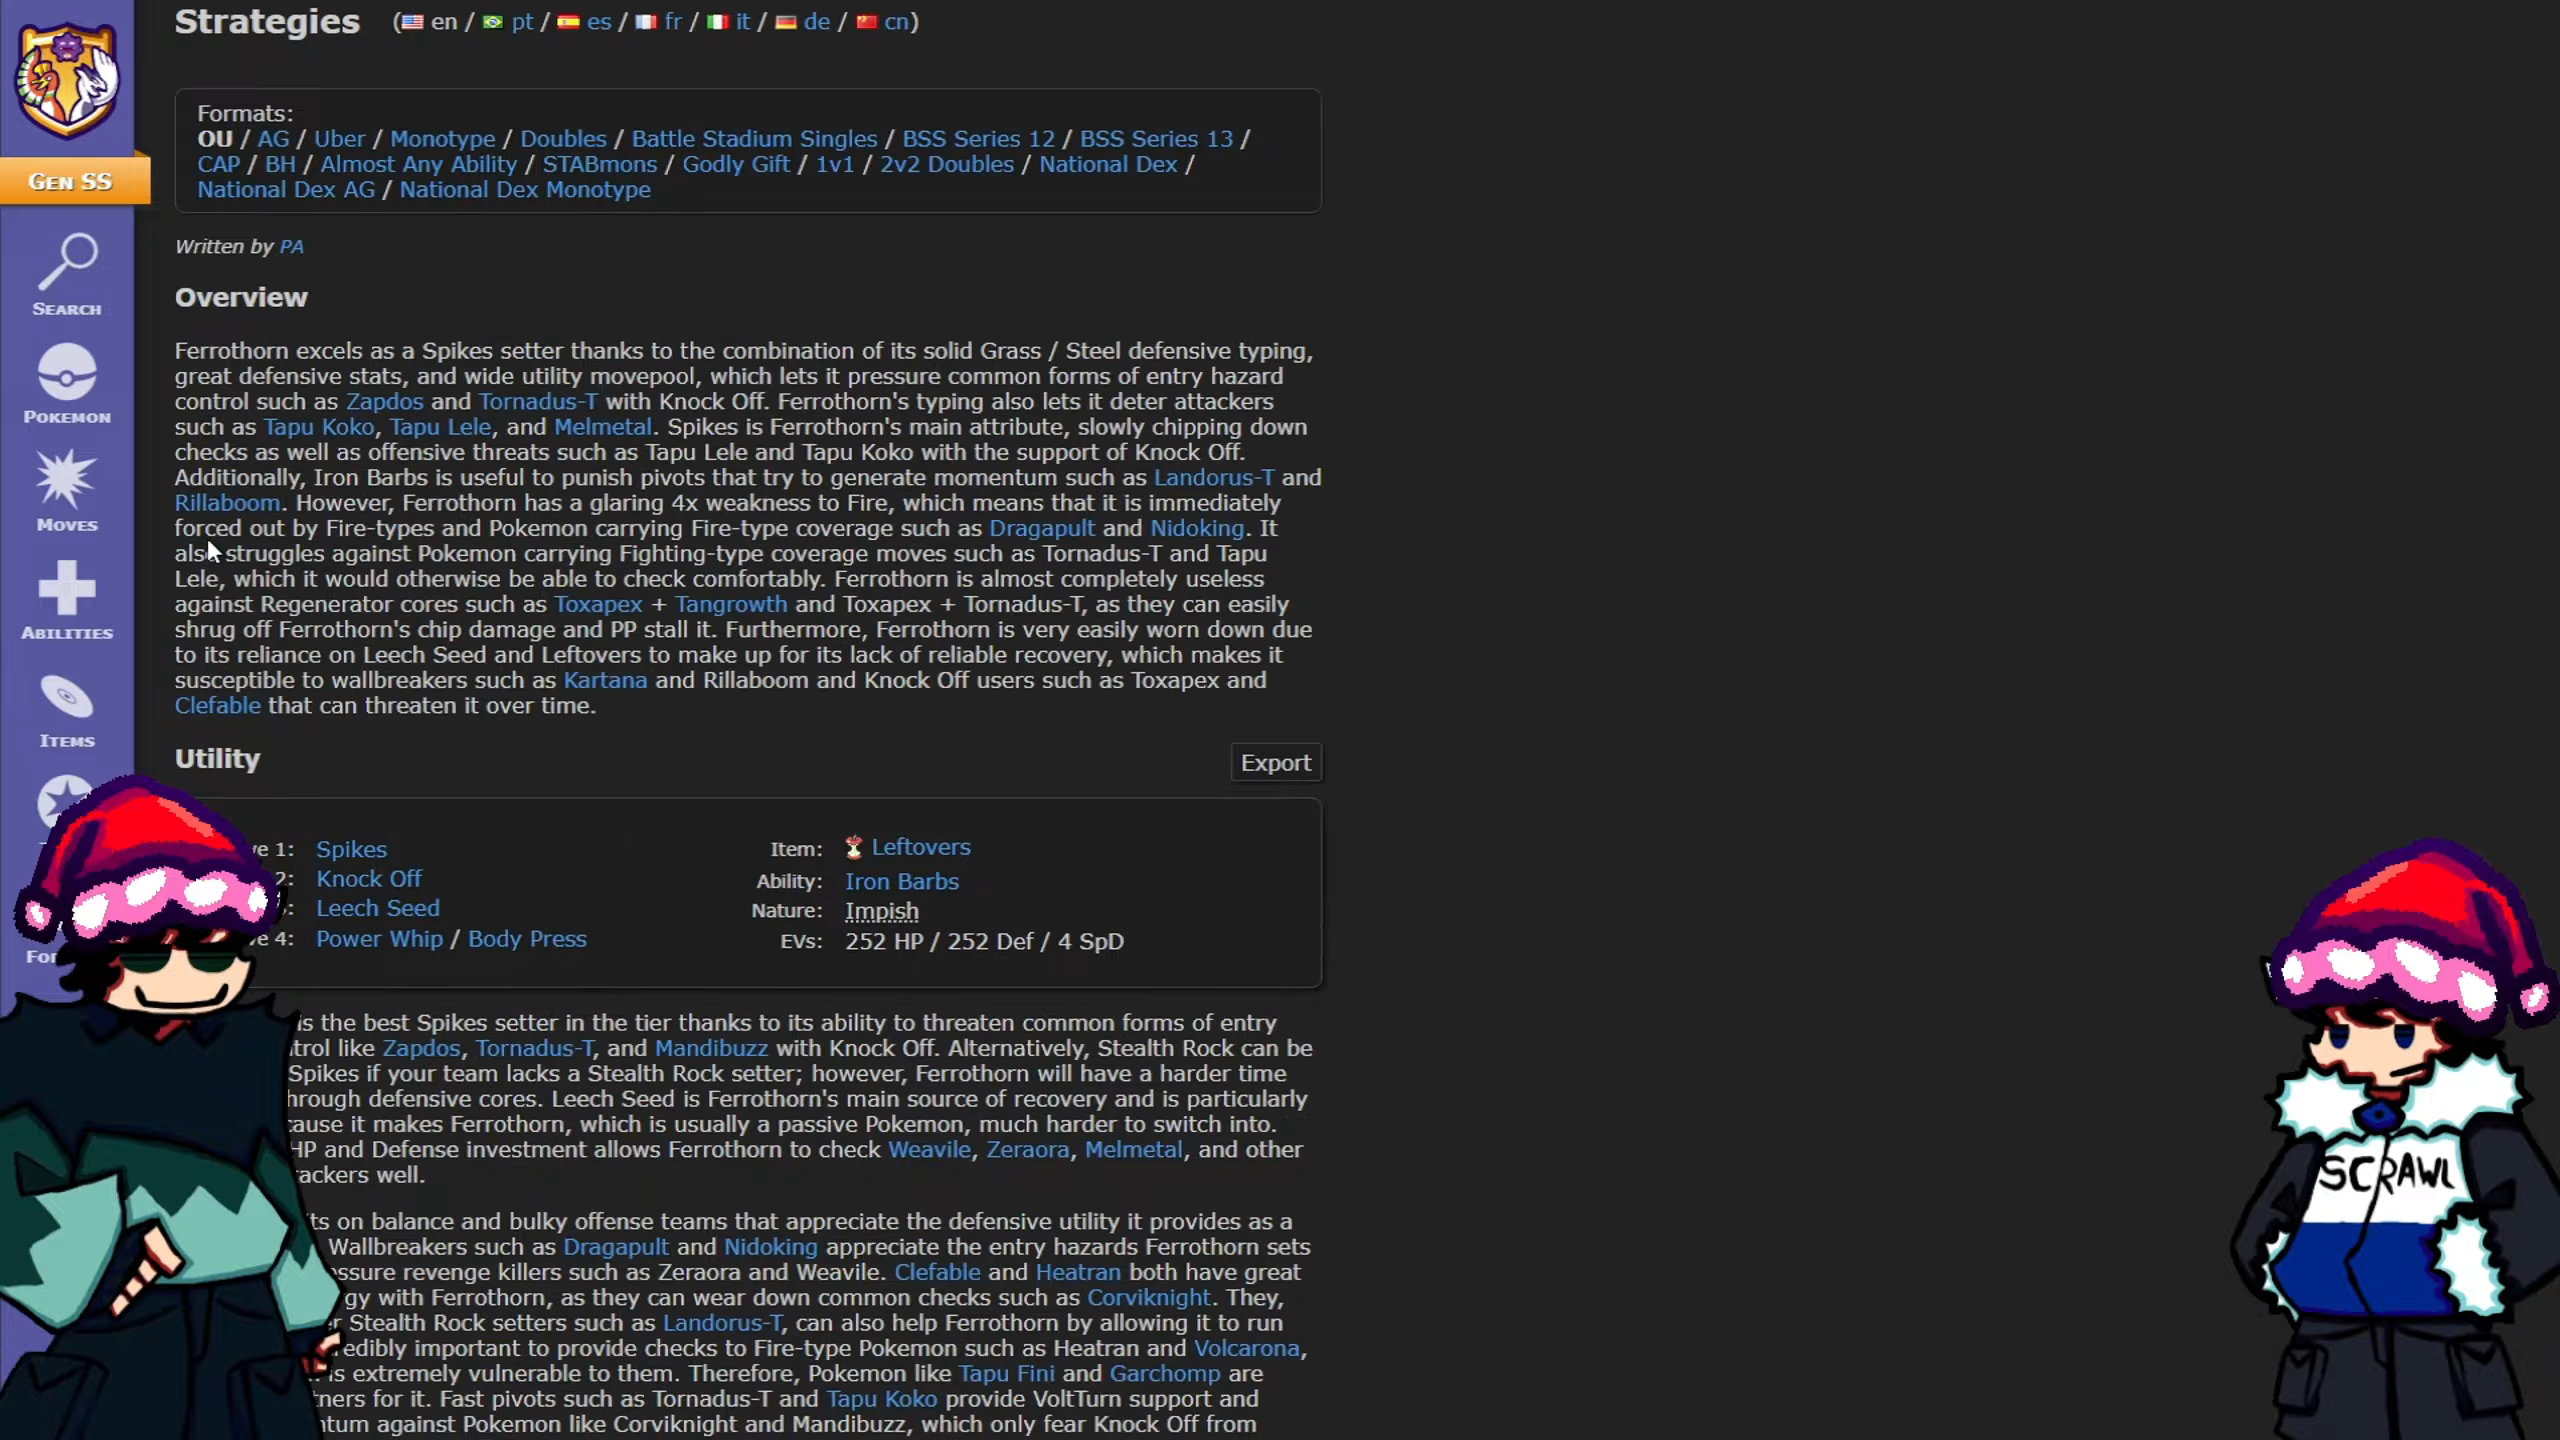 Strategies (en / pt / es / fr / it / de / cn)
Formats:
OU / AG / Uber / Monotype / Doubles / Battle Stadium Singles / BSS Series 12 / BSS Series 13 /
CAP / BH / Almost Any Ability / STABmons / Godly Gift / 1v1 / 2v2 Doubles / National Dex /
National Dex AG / National Dex Monotype
GEN SS
SEARCH
POKEMON
MOVES
ABILITIES
ITEMS
Written by PA
Overview
Ferrothorn excels as a Spikes setter thanks to the combination of its solid Grass / Steel defensive typing,
great defensive stats, and wide utility movepool, which lets it pressure common forms of entry hazard
control such as Zapdos and Tornadus-T with Knock Off. Ferrothorn's typing also lets it deter attackers
such as Tapu Koko, Tapu Lele, and Melmetal. Spikes is Ferrothorn's main attribute, slowly chipping down
checks as well as offensive threats such as Tapu Lele and Tapu Koko with the support of Knock Off.
Additionally, Iron Barbs is useful to punish pivots that try to generate momentum such as Landorus-T and
Rillaboom. However, Ferrothorn has a glaring 4x weakness to Fire, which means that it is immediately
forced out by Fire-types and Pokemon carrying Fire-type coverage such as Dragapult and Nidoking. It
also struggles against Pokemon carrying Fighting-type coverage moves such as Tornadus-T and Tapu
Lele, which it would otherwise be able to check comfortably. Ferrothorn is almost completely useless
against Regenerator cores such as Toxapex + Tangrowth and Toxapex + Tornadus-T, as they can easily
shrug off Ferrothorn's chip damage and PP stall it. Furthermore, Ferrothorn is very easily worn down due
to its reliance on Leech Seed and Leftovers to make up for its lack of reliable recovery, which makes it
susceptible to wallbreakers such as Kartana and Rillaboom and Knock Off users such as Toxapex and
Clefable that can threaten it over time.
Utility
Export
1: Spikes
2: Knock Off
Leech Seed
4: Power Whip / Body Press
Item: Leftovers
Ability: Iron Barbs
Nature: Impish
EVs: 252 HP / 252 Def / 4 SpD
is the best Spikes setter in the tier thanks to its ability to threaten common forms of entry
trol like Zapdos, Tornadus-T, and Mandibuzz with Knock Off. Alternatively, Stealth Rock can be
Spikes if your team lacks a Stealth Rock setter; however, Ferrothorn will have a harder time
hrough defensive cores. Leech Seed is Ferrothorn's main source of recovery and is particularly
cause it makes Ferrothorn, which is usually a passive Pokemon, much harder to switch into.
HP and Defense investment allows Ferrothorn to check Weavile, Zeraora, Melmetal, and other
ackers well.
ts on balance and bulky offense teams that appreciate the defensive utility it provides as a
Wallbreakers such as Dragapult and Nidoking appreciate the entry hazards Ferrothorn sets
ssure revenge killers such as Zeraora and Weavile. Clefable and Heatran both have great
gy with Ferrothorn, as they can wear down common checks such as Corviknight. They,
r Stealth Rock setters such as Landorus-T, can also help Ferrothorn by allowing it to run
redibly important to provide checks to Fire-type Pokemon such as Heatran and Volcarona,
is extremely vulnerable to them. Therefore, Pokemon like Tapu Fini and Garchomp are
tners for it. Fast pivots such as Tornadus-T and Tapu Koko provide VoltTurn support and
ntum against Pokemon like Corviknight and Mandibuzz, which only fear Knock Off from
SCRAWL